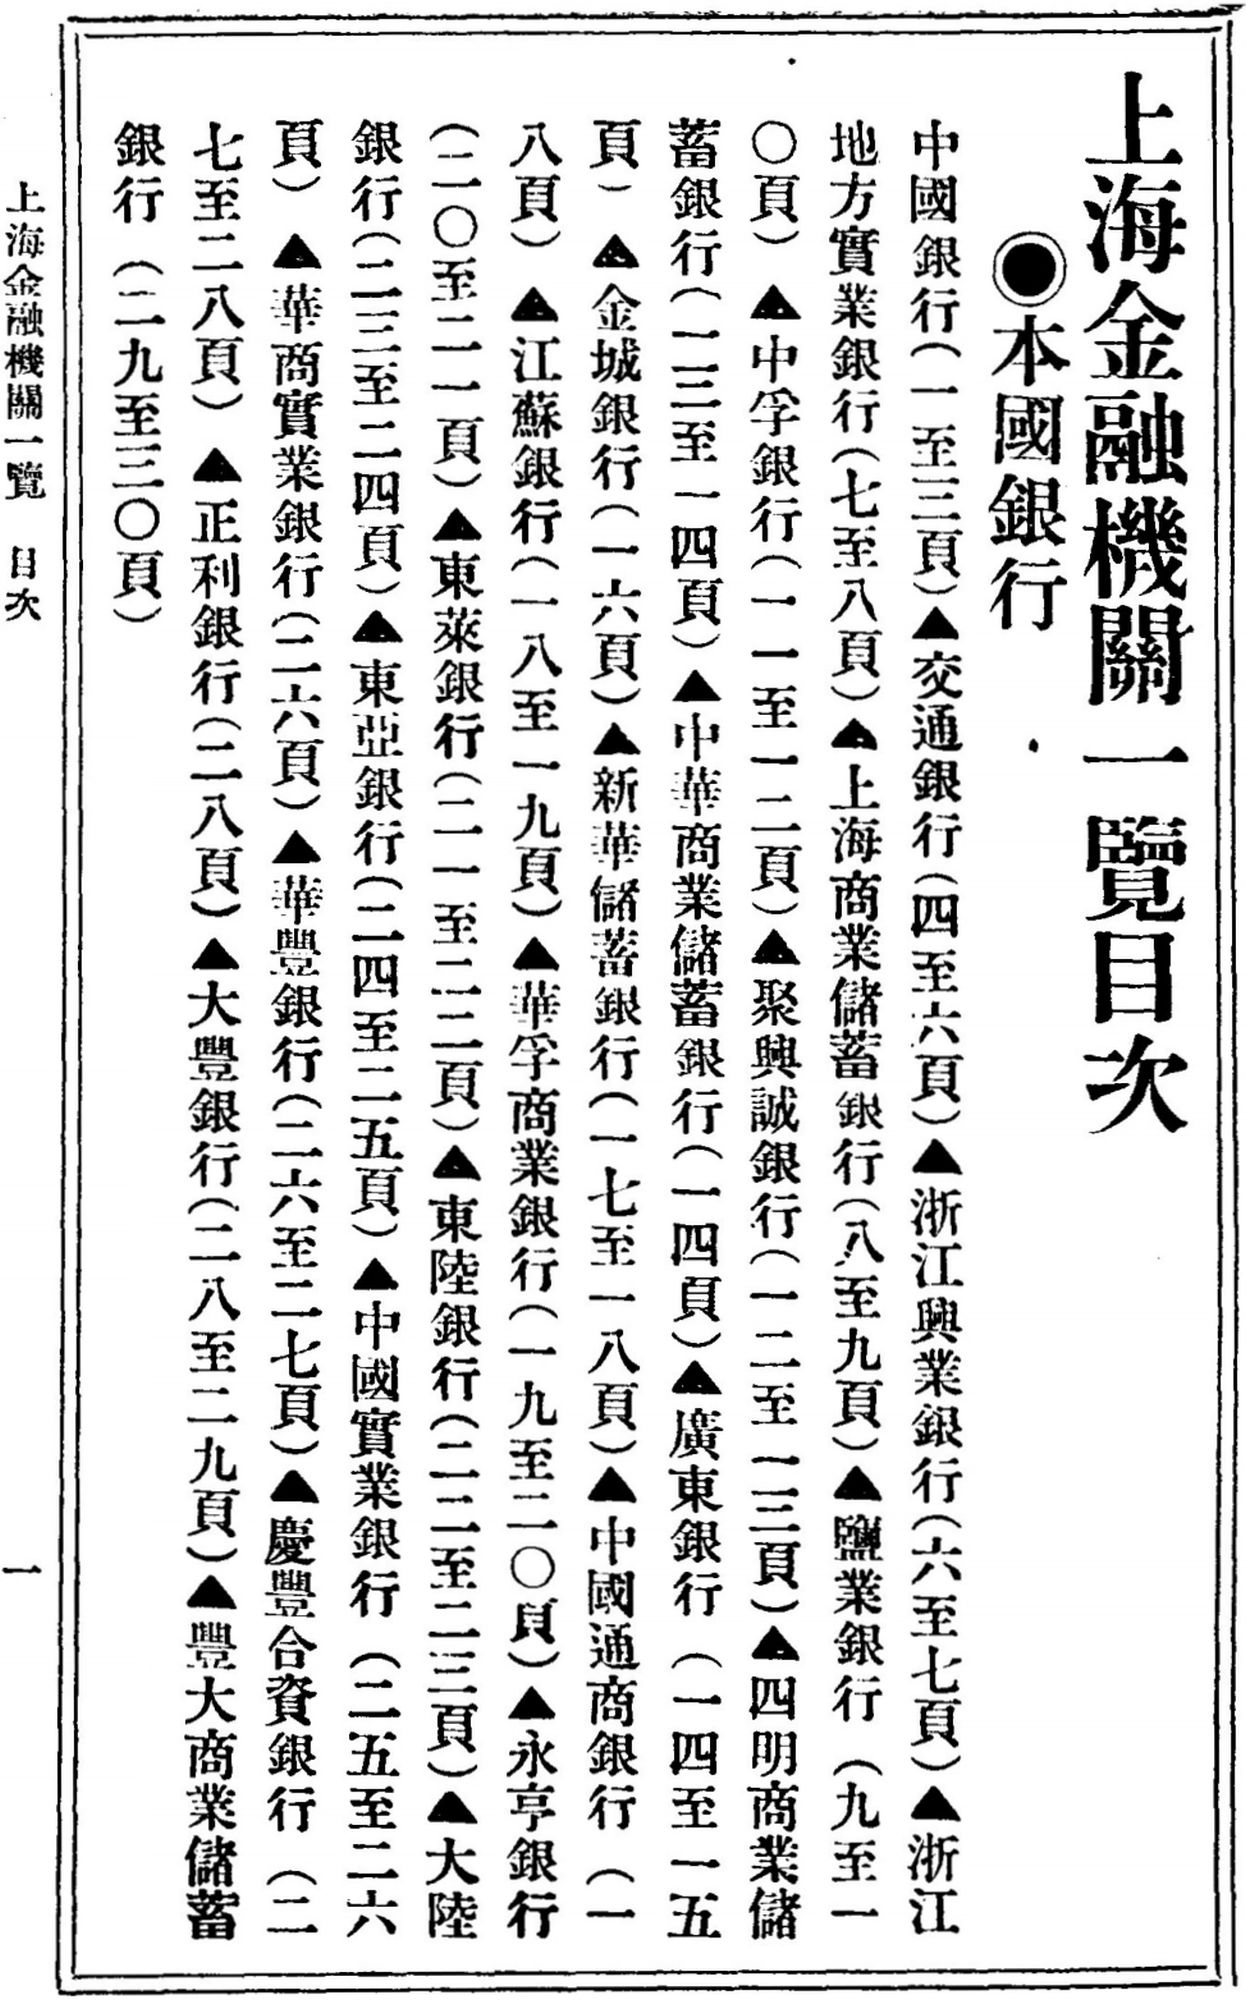 上海金融機關一覽目次
◉本國銀行
中國銀行(一至三頁)▲交通銀行(四至六頁)▲浙江興業銀行(六至七頁)▲浙江
地方實業銀行(七至八頁)▲上海商業儲蓄銀行(八至九頁)▲鹽業銀行(九至一
〇頁)▲中孚銀行(一一至一二頁)▲聚興誠銀行(一二至一三頁)▲四明商業儲
蓄銀行(一三至一四頁)▲中華商業儲蓄銀行(一四頁)▲廣東銀行(一四至一五
頁)▲金城銀行(一六頁)▲新華儲蓄銀行(一七至一八頁)▲中國通商銀行(一
八頁)▲江蘇銀行(一八至一九頁)▲華孚商業銀行(一九至二〇頁)▲永亨銀行
(二〇至二一頁)▲東萊銀行(二一至二二頁)▲東陸銀行(二二至二三頁)▲大陸
銀行(二三至二四頁)▲東亞銀行(二四至二五頁)▲中國實業銀行(二五至二六
頁)▲華商實業銀行(二六頁)▲華豐銀行(二六至二七頁)▲慶豐合資銀行(二
七至二八頁)▲正利銀行(二八頁)▲大豐銀行(二八至二九頁)▲豐大商業儲蓄
銀行(二九至三〇頁)
上海金融機關一覽 目次 一